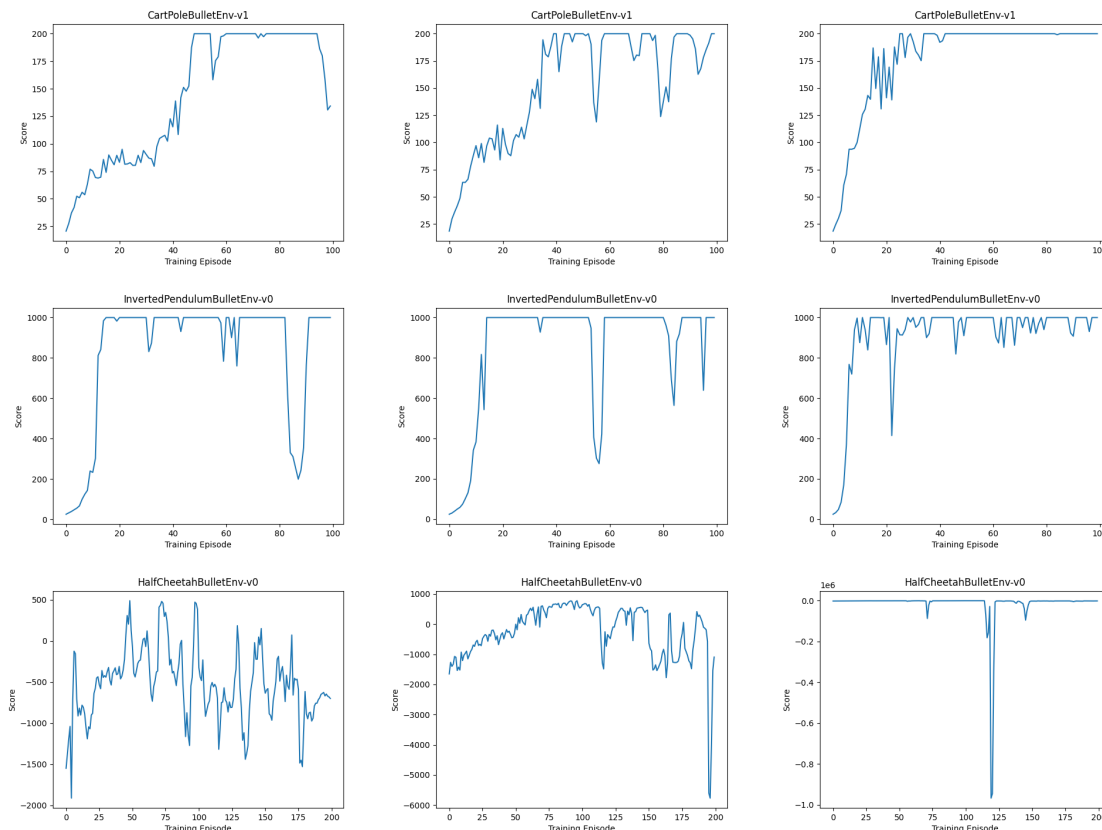 CartPoleBulletEnv-v1
200
175
150
125
100
75
50
25
Score
0 20 40 60 80 100
Training Episode
CartPoleBulletEnv-v1
200
175
150
125
100
75
50
25
Score
0 20 40 60 80 100
Training Episode
CartPoleBulletEnv-v1
200
175
150
125
100
75
50
25
Score
0 20 40 60 80
Training Episode
InvertedPendulumBulletEnv-v0
1000
800
600
400
200
0
Score
0 20 40 60 80 100
Training Episode
InvertedPendulumBulletEnv-v0
1000
800
600
400
200
0
Score
0 20 40 60 80 100
Training Episode
InvertedPendulumBulletEnv-v0
1000
800
600
400
200
0
Score
0 20 40 60 80
Training Episode
HalfCheetahBulletEnv-v0
500
0
−500
−1000
−1500
−2000
Score
0 25 50 75 100 125 150 175 200
Training Episode
HalfCheetahBulletEnv-v0
1000
0
−1000
−2000
−3000
−4000
−5000
−6000
Score
0 25 50 75 100 125 150 175 200
Training Episode
HalfCheetahBulletEnv-v0
1e6
0.0
−0.2
−0.4
−0.6
−0.8
−1.0
Score
0 25 50 75 100 125 150 175
Training Episode